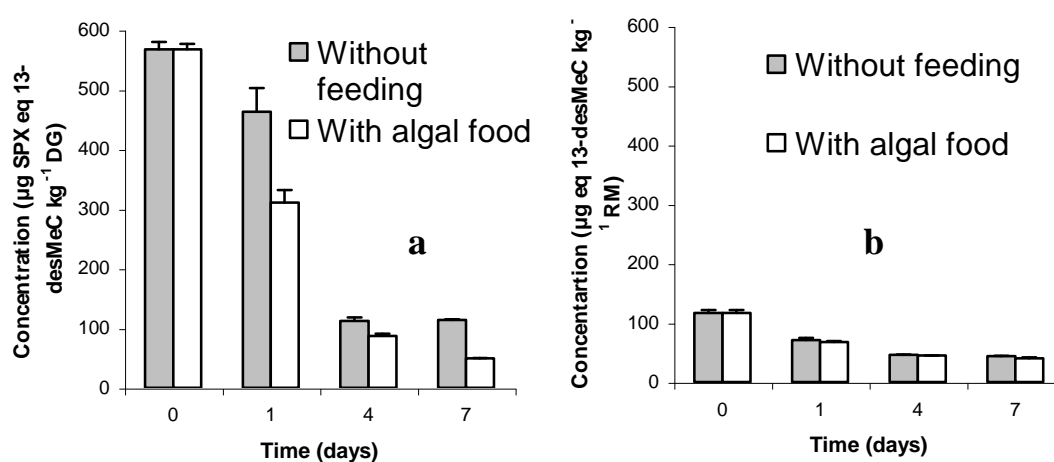 Concentration (µg SPX eq 13-
desMeC kg-1 DG)
600
500
400
300
200
100
0
Without
feeding
With algal food
a
0 1 4 7
Time (days)
Concentartion (µg eq 13-desMeC kg-
1 RM)
600
500
400
300
200
100
0
Without feeding
With algal food
b
0 1 4 7
Time (days)